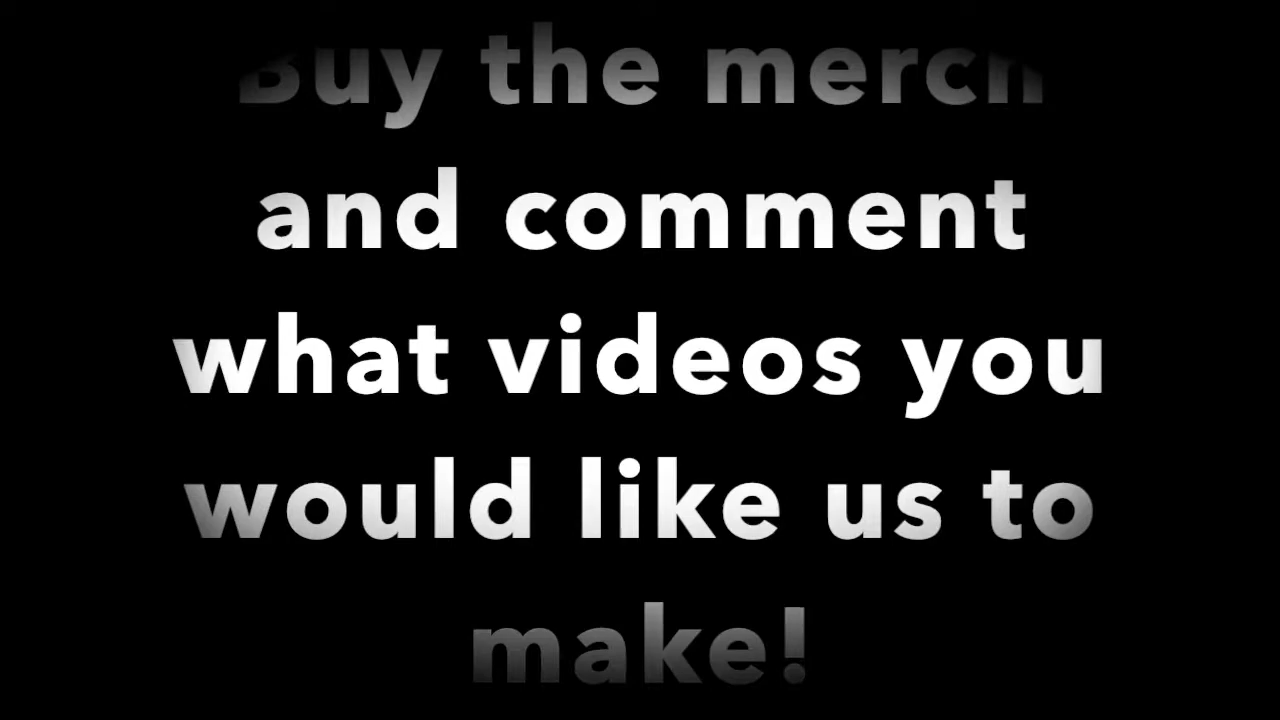 Buy the merch
and comment
what videos you
would like us to
make!